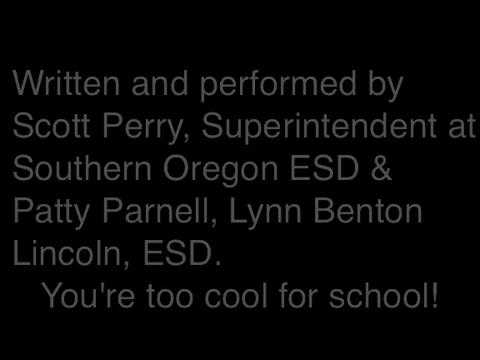 Written and performed by
Scott Perry, Superintendent at
Southern Oregon ESD &
Patty Parnell, Lynn Benton
Lincoln, ESD.
You're too cool for school!